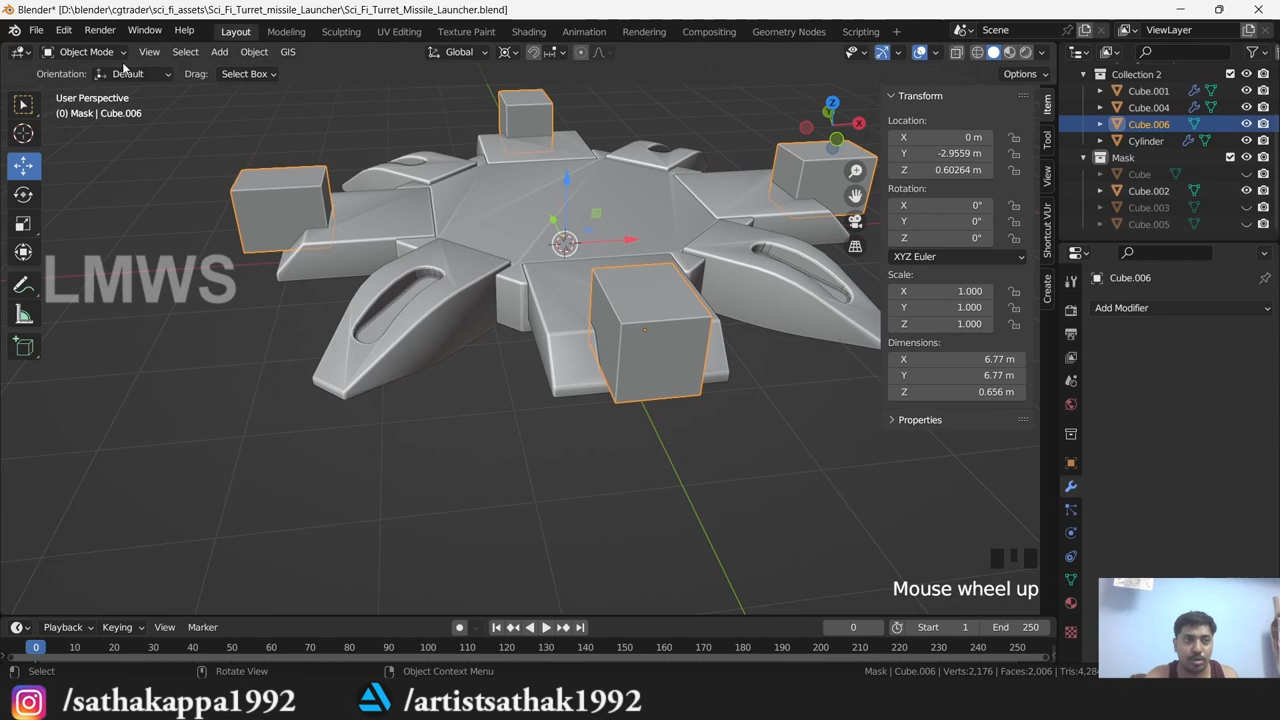 Blender* [D:\blender\cgtrader\sci_fi_assets\Sci_Fi_Turret_missile_Launcher\Sci_Fi_Turret_Missile_Launcher.blend]
File Edit Render Window Help Layout Modeling Sculpting UV Editing Texture Paint Shading Animation Rendering Compositing Geometry Nodes Scripting + Scene ViewLayer
Object Mode View Select Add Object GIS Global
Orientation: Default Drag: Select Box Options
User Perspective
(0) Mask | Cube.006
LMWS
Transform
Location:
X 0 m
Y -2.9559 m
Z 0.60264 m
Rotation:
X 0°
Y 0°
Z 0°
XYZ Euler
Scale:
X 1.000
Y 1.000
Z 1.000
Dimensions:
X 6.77 m
Y 6.77 m
Z 0.656 m
Properties
Item
Tool
View
Shortcut VUr
Create
Collection 2
Cube.001
Cube.004
Cube.006
Cylinder
Mask
Cube
Cube.002
Cube.003
Cube.005
Cube.006
Add Modifier
Mouse wheel up
Playback Keying View Marker 0 Start 1 End 250
0 10 20 30 40 50 60 70 80 90 100 110 120 130 140 150 160 170 180 190 200 210 220 230 240 250
Select Rotate View Object Context Menu Mask | Cube.006 | Verts:2,176 | Faces:2,006 | Tris:4,28
/sathakappa1992 /artistsathak1992